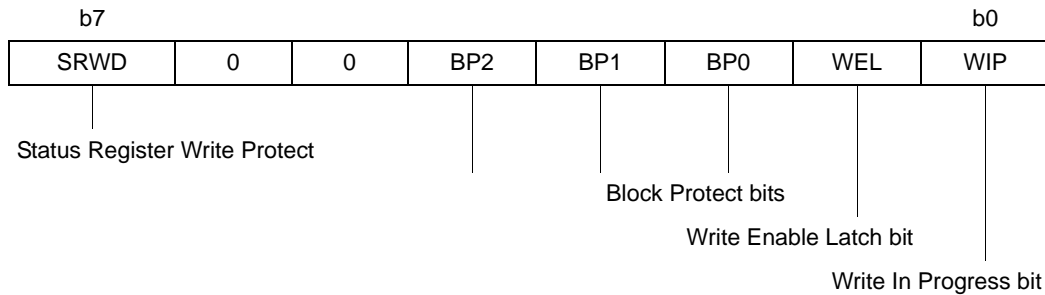 b7 b0
SRWD 0 0 BP2 BP1 BP0 WEL WIP
Status Register Write Protect
Block Protect bits
Write Enable Latch bit
Write In Progress bit